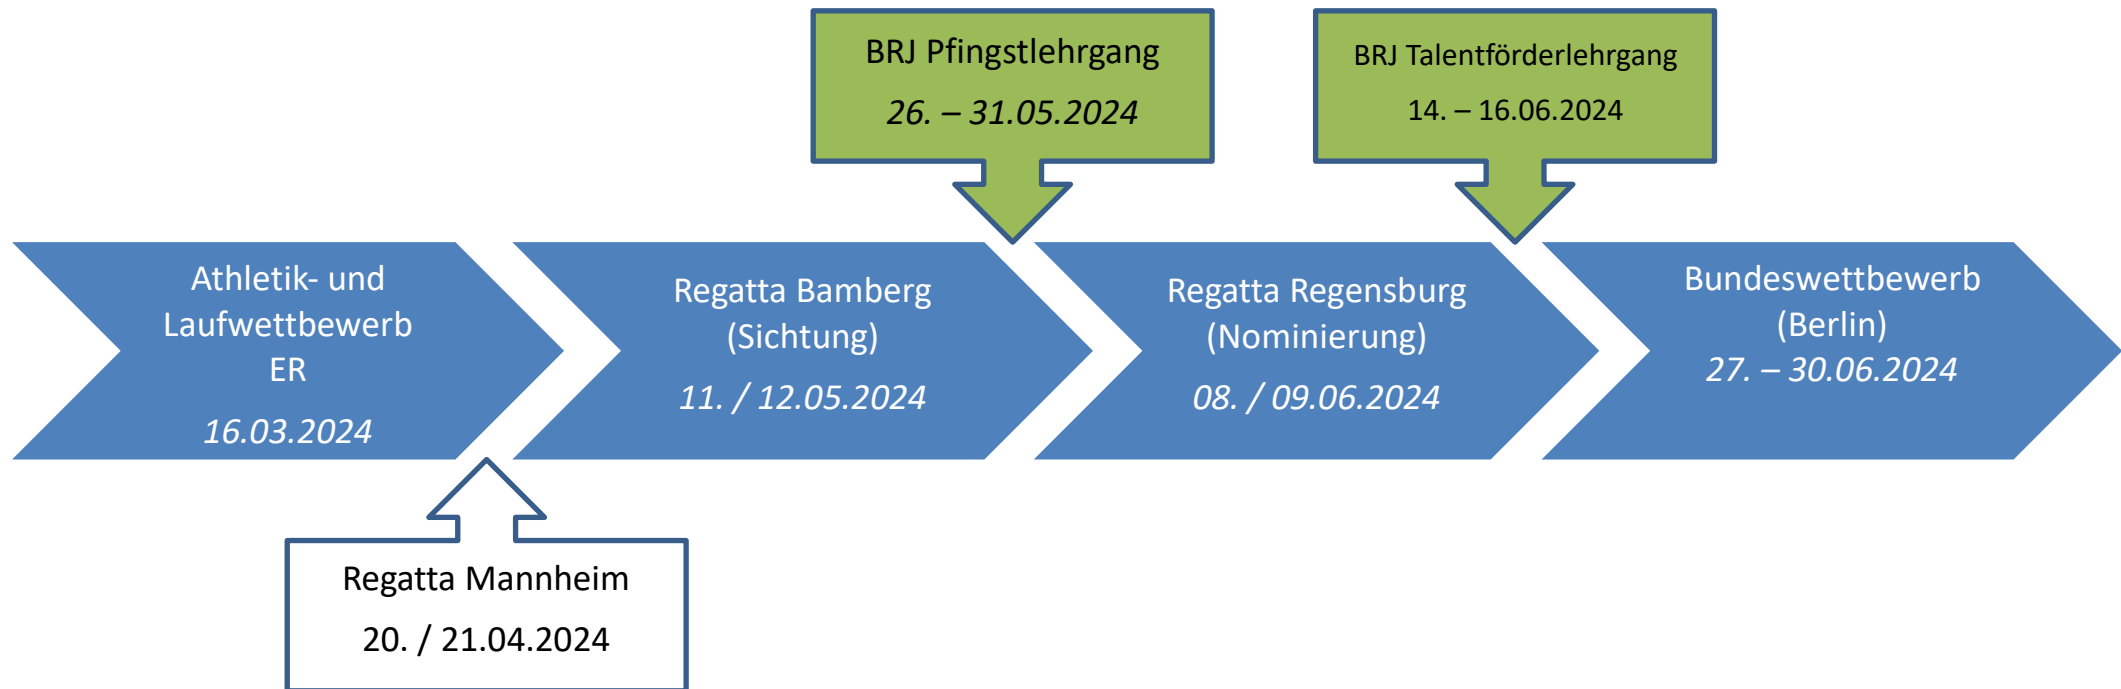 BRJ Pfingstlehrgang
26. – 31.05.2024
BRJ Talentförderlehrgang
14. – 16.06.2024
Athletik- und
Laufwettbewerb
ER
16.03.2024
Regatta Bamberg
(Sichtung)
11. / 12.05.2024
Regatta Regensburg
(Nominierung)
08. / 09.06.2024
Bundeswettbewerb
(Berlin)
27. – 30.06.2024
Regatta Mannheim
20. / 21.04.2024